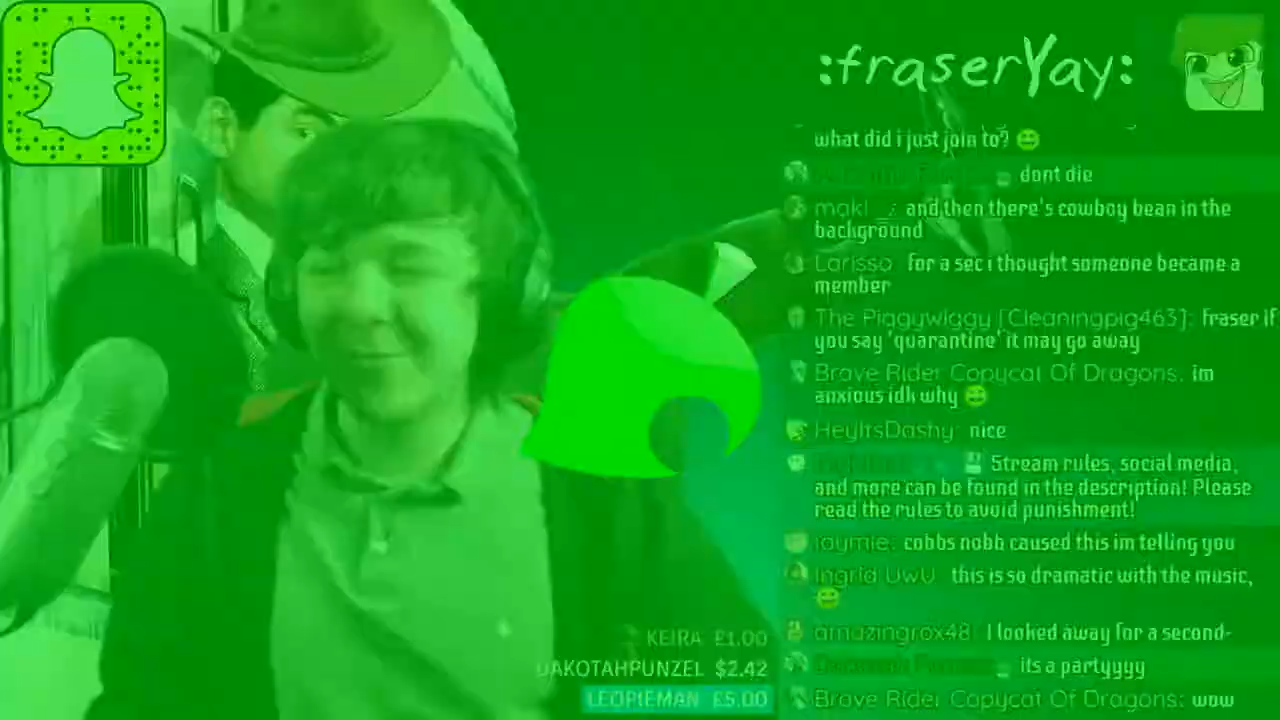 :fraserYay:
what did i just join to?
dont die
maki and then there's cowboy bean in the
background
Larissa for a sec i thought someone became a
member
The Piggywiggy [Cleaningpig463]: fraser if
you say 'quarantine' it may go away
Brave Rider Copycat Of Dragons: im
anxious idk why
HeyItsDashy: nice
Stream rules, social media,
and more can be found in the description! Please
read the rules to avoid punishment!
jaymie: cobbs nobb caused this im telling you
Ingrid UwU this is so dramatic with the music,
amazingrox48 I looked away for a second-
its a partyyyy
Brave Rider Copycat Of Dragons: wow
KEIRA £1.00
DAKOTAHPUNZEL $2.42
LEOPIEMAN £5.00